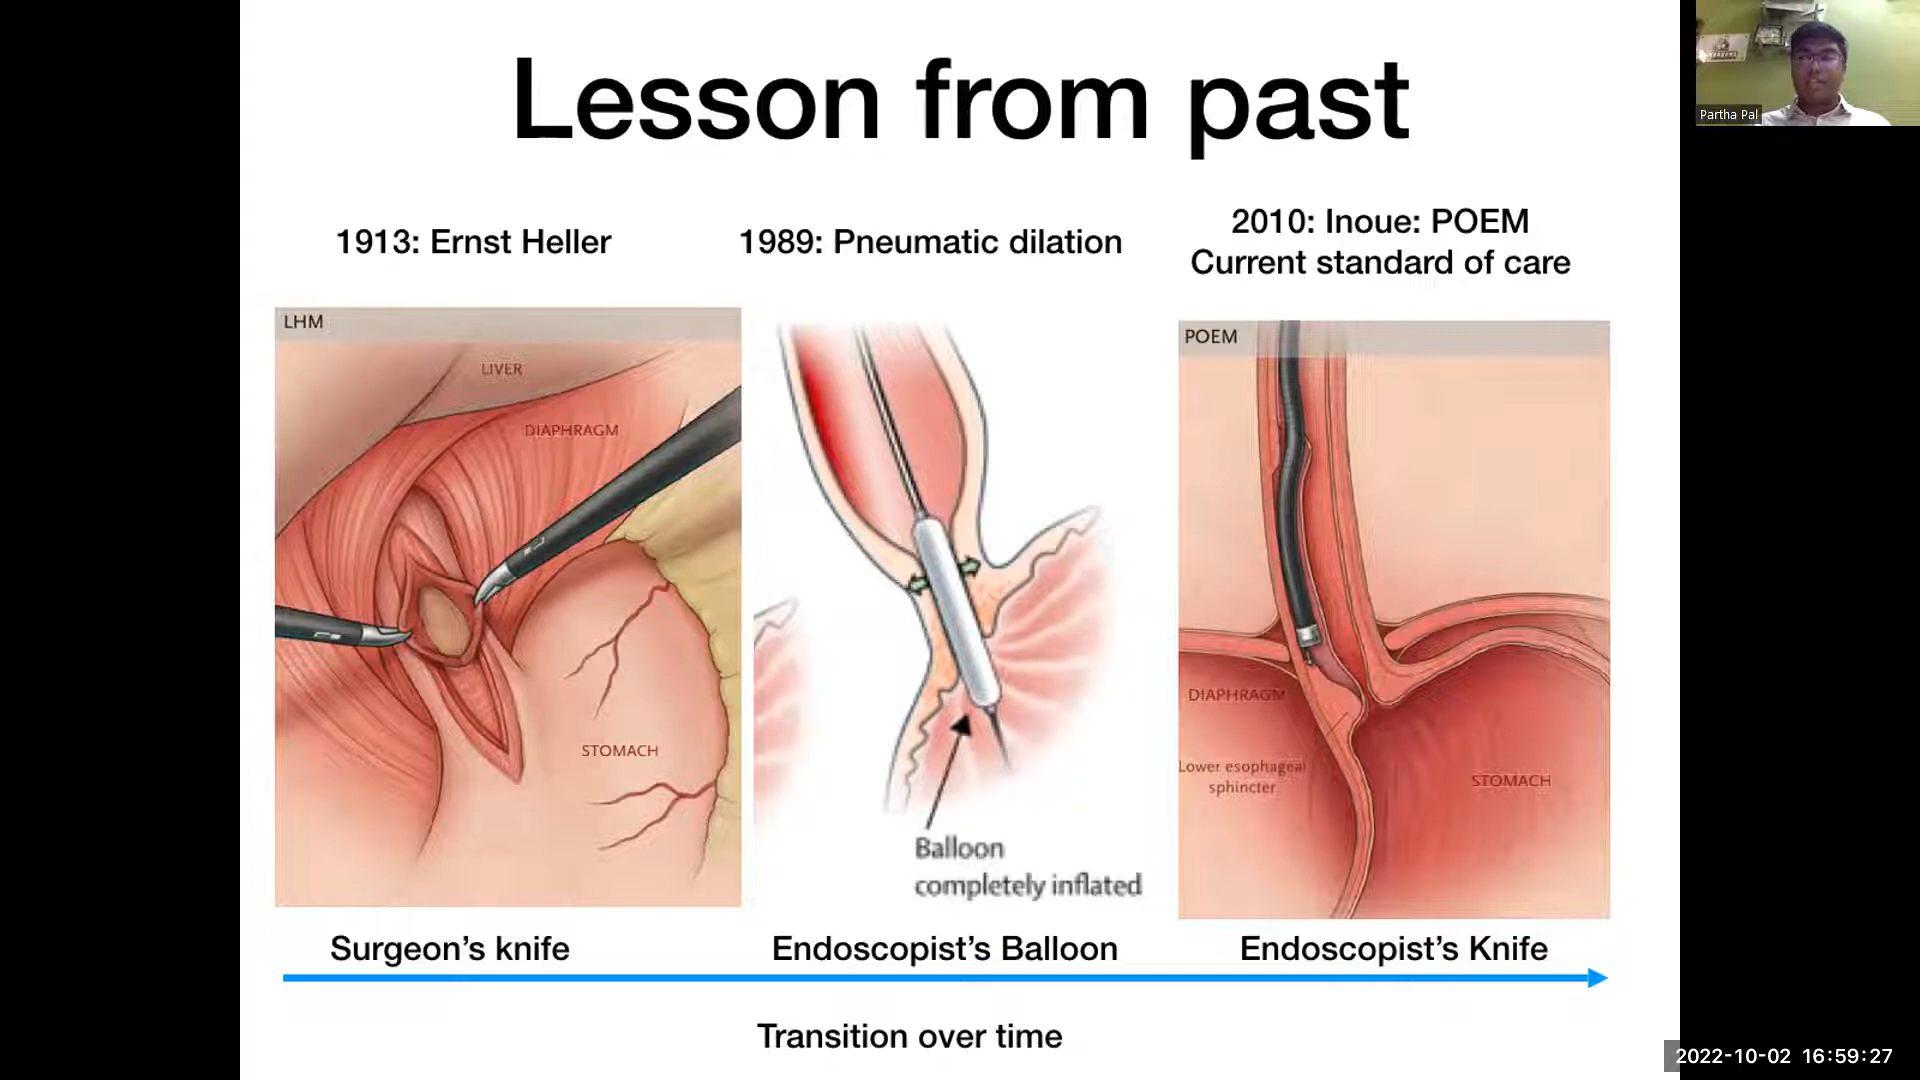 Lesson from past
Partha Pal
1913: Ernst Heller
1989: Pneumatic dilation
2010: Inoue: POEM
Current standard of care
LHM
LIVER
DIAPHRAGM
STOMACH
Balloon
completely inflated
POEM
DIAPHRAGM
Lower esophageal
sphincter
STOMACH
Surgeon's knife
Endoscopist's Balloon
Endoscopist's Knife
Transition over time
2022-10-02 16:59:27